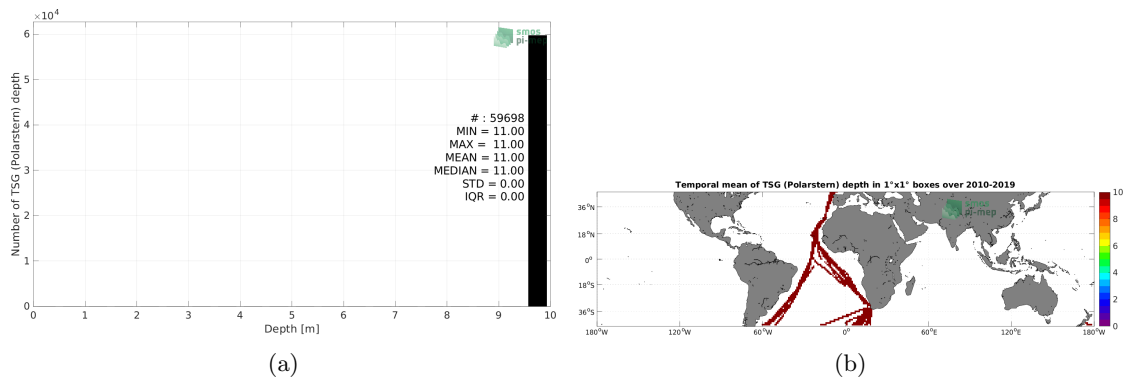 ×10⁴
6
5
4
3
2
1
0
Number of TSG (Polarstern) depth
smos
pi-mep
# : 59698
MIN = 11.00
MAX = 11.00
MEAN = 11.00
MEDIAN = 11.00
STD = 0.00
IQR = 0.00
0 1 2 3 4 5 6 7 8 9 10
Depth [m]
(a)
Temporal mean of TSG (Polarstern) depth in 1°x1° boxes over 2010-2019
smos
pi-mep
36°N
18°N
0°
18°S
36°S
180°W 120°W 60°W 0° 60°E 120°E 180°E
10
8
6
4
2
0
(b)